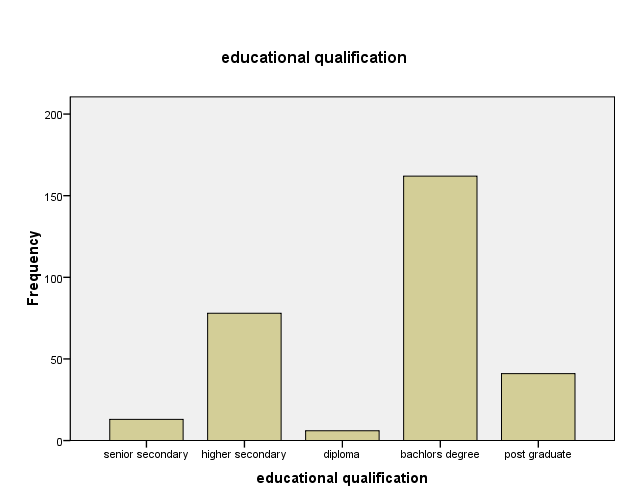 educational qualification
Frequency
200
150
100
50
0
senior secondary higher secondary diploma bachlors degree post graduate
educational qualification